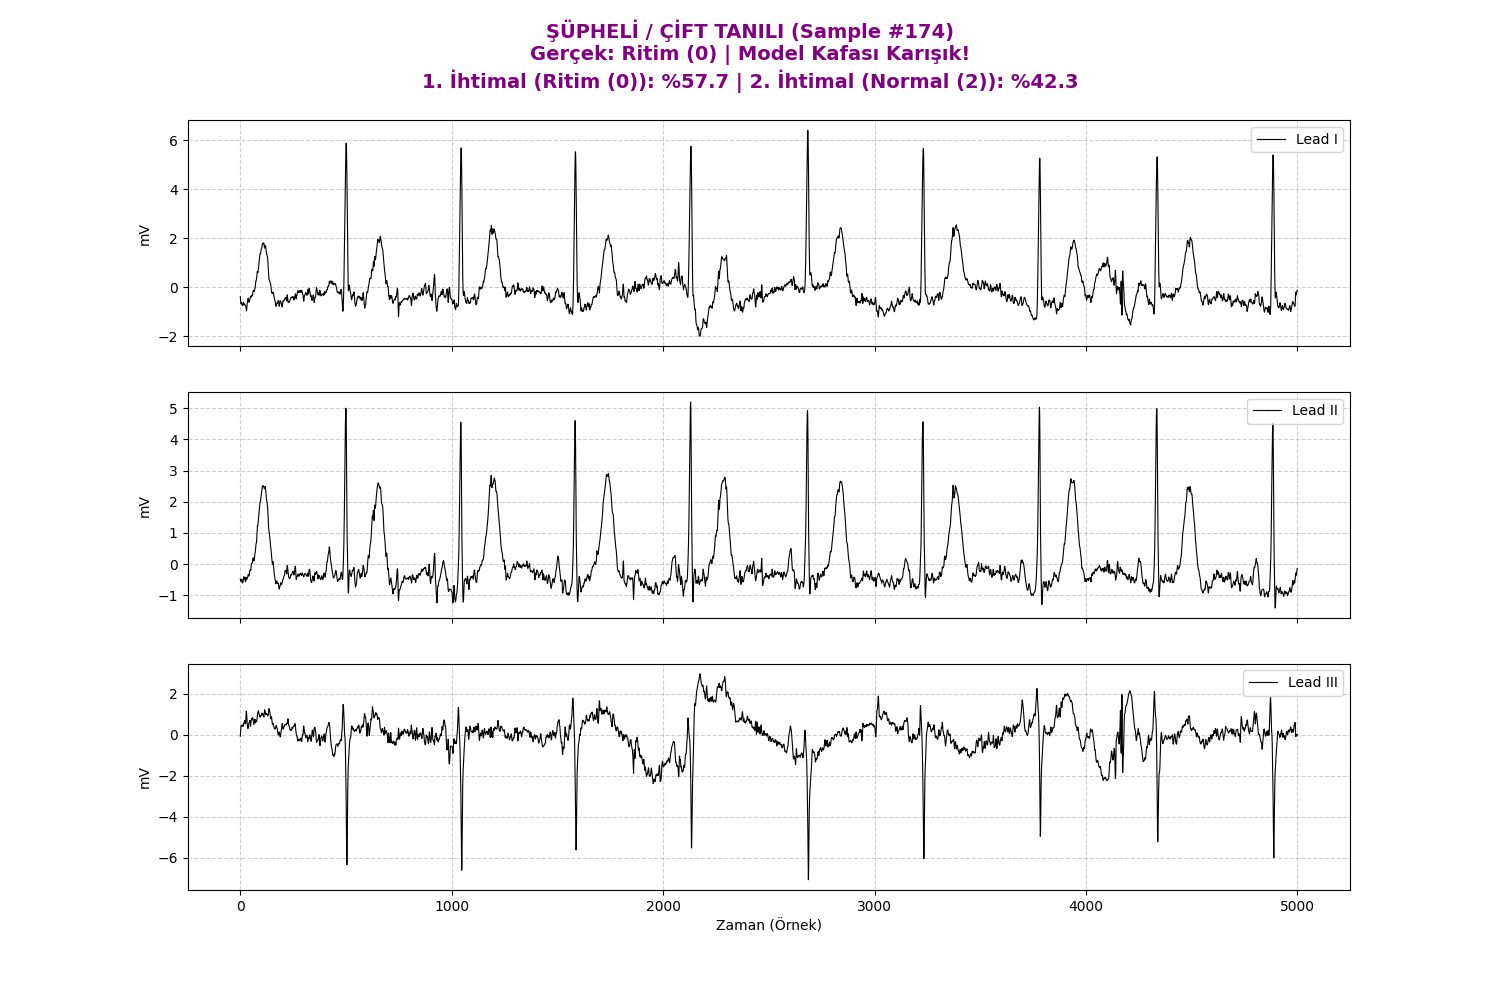 ŞÜPHELİ / ÇİFT TANILI (Sample #174)
Gerçek: Ritim (0) | Model Kafası Karışık!
1. İhtimal (Ritim (0)): %57.7 | 2. İhtimal (Normal (2)): %42.3
Lead I
6
4
2
0
−2
mV
Lead II
5
4
3
2
1
0
−1
mV
Lead III
2
0
−2
−4
−6
mV
0 1000 2000 3000 4000 5000
Zaman (Örnek)